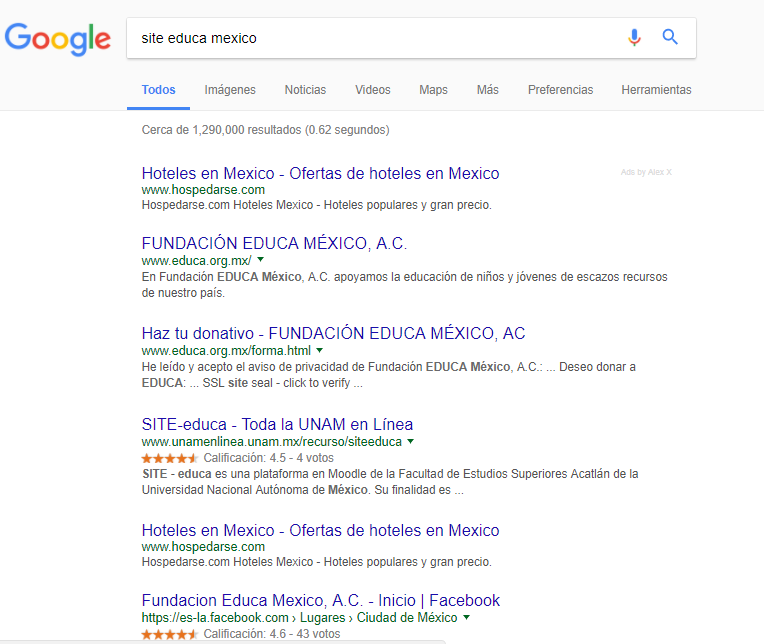 Google
site educa mexico
Todos Imágenes Noticias Videos Maps Más Preferencias Herramientas
Cerca de 1,290,000 resultados (0.62 segundos)
Hoteles en Mexico - Ofertas de hoteles en Mexico
Ads by Alex X
www.hospedarse.com
Hospedarse.com Hoteles Mexico - Hoteles populares y gran precio.
FUNDACIÓN EDUCA MÉXICO, A.C.
www.educa.org.mx/
En Fundación EDUCA México, A.C. apoyamos la educación de niños y jóvenes de escazos recursos
de nuestro país.
Haz tu donativo - FUNDACIÓN EDUCA MÉXICO, AC
www.educa.org.mx/forma.html
He leído y acepto el aviso de privacidad de Fundación EDUCA México, A.C.: ... Deseo donar a
EDUCA: ... SSL site seal - click to verify ...
SITE-educa - Toda la UNAM en Línea
www.unamenlinea.unam.mx/recurso/siteeduca
Calificación: 4.5 - 4 votos
SITE - educa es una plataforma en Moodle de la Facultad de Estudios Superiores Acatlán de la
Universidad Nacional Autónoma de México. Su finalidad es ...
Hoteles en Mexico - Ofertas de hoteles en Mexico
www.hospedarse.com
Hospedarse.com Hoteles Mexico - Hoteles populares y gran precio.
Fundacion Educa Mexico, A.C. - Inicio | Facebook
https://es-la.facebook.com › Lugares › Ciudad de México
Calificación: 4.6 - 43 votos